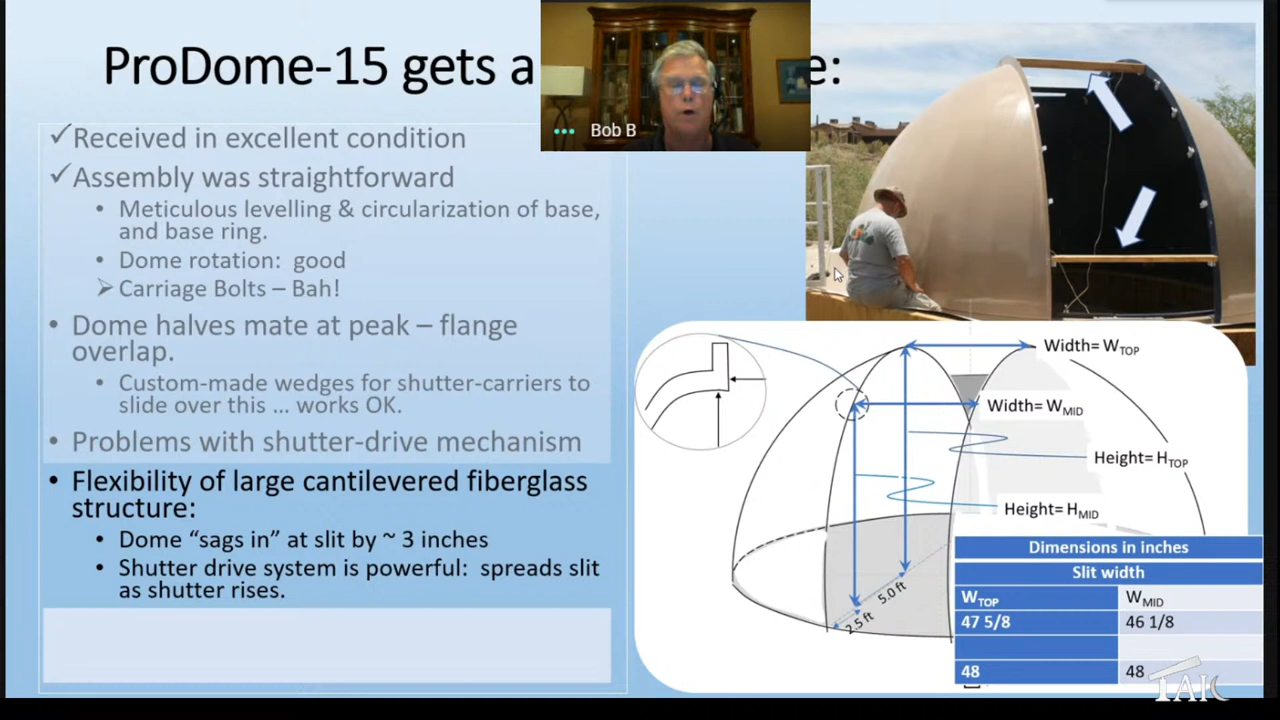 ProDome-15 gets a e:
Bob B
✓Received in excellent condition
✓Assembly was straightforward
• Meticulous levelling & circularization of base,
and base ring.
• Dome rotation: good
➢Carriage Bolts – Bah!
• Dome halves mate at peak – flange
overlap.
• Custom-made wedges for shutter-carriers to
slide over this … works OK.
• Problems with shutter-drive mechanism
• Flexibility of large cantilevered fiberglass
structure:
• Dome “sags in” at slit by ~ 3 inches
• Shutter drive system is powerful: spreads slit
as shutter rises.
Width= WTOP
Width= WMID
Height= HTOP
Height= HMID
5.0 ft
2.5 ft
Dimensions in inches
Slit width
WTOP WMID
47 5/8 46 1/8
48 48
TAIC